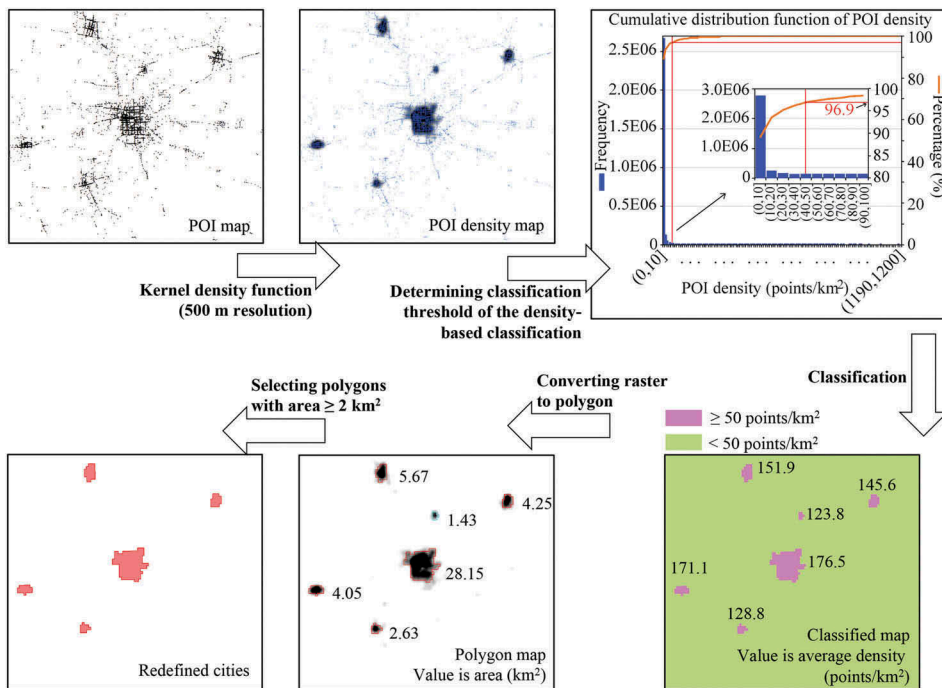 POI map
POI density map
Cumulative distribution function of POI density
2.5E06
2.0E06
1.5E06
1.0E06
0.5E06
0
Frequency
100
80
60
40
20
0
Percentage (%)
3.0E06
2.0E06
1.0E06
0
100
95
90
85
80
96.9
(0,10]
(10,20]
(20,30]
(30,40]
(40,50]
(50,60]
(60,70]
(70,80]
(80,90]
(90,100]
(0,10]
(1190,1200]
POI density (points/km²)
Kernel density function
(500 m resolution)
Determining classification
threshold of the density-
based classification
Classification
Selecting polygons
with area ≥ 2 km²
Converting raster
to polygon
≥ 50 points/km²
< 50 points/km²
Redefined cities
5.67
4.25
1.43
28.15
4.05
2.63
Polygon map
Value is area (km²)
151.9
145.6
123.8
176.5
171.1
128.8
Classified map
Value is average density
(points/km²)